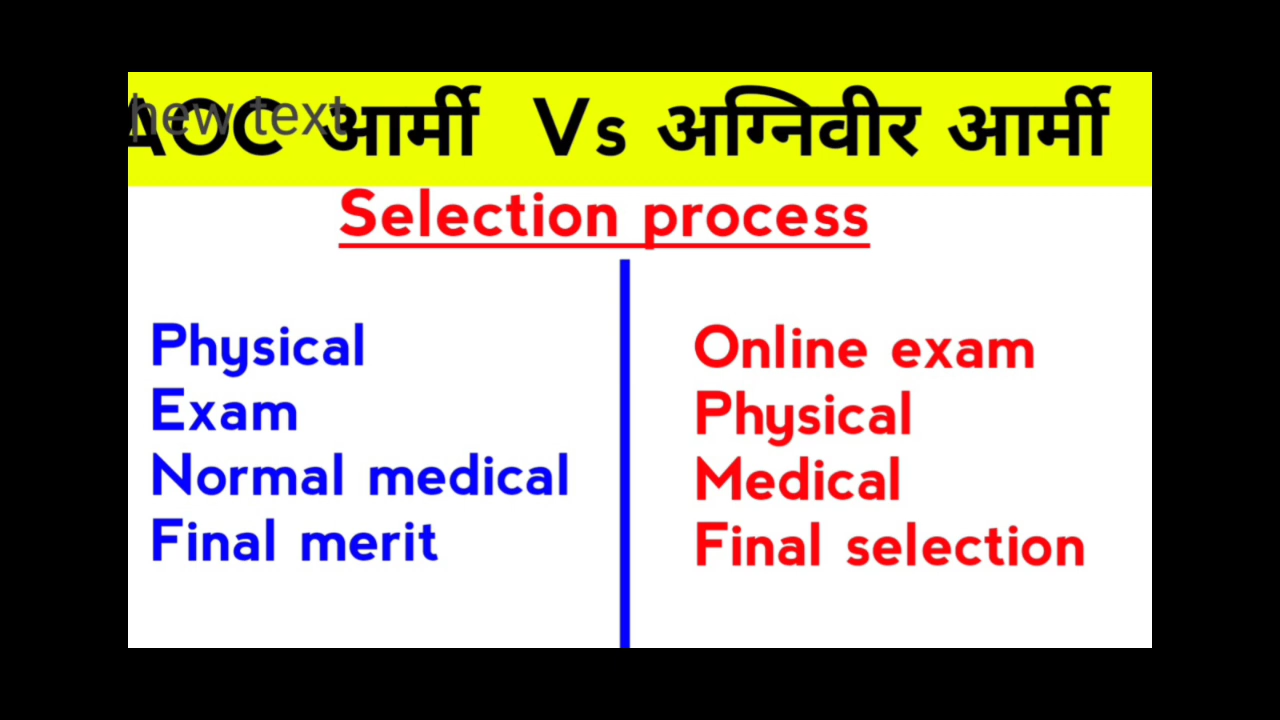 AOC आर्मी Vs अग्निवीर आर्मी
new text
Selection process
Physical
Exam
Normal medical
Final merit
Online exam
Physical
Medical
Final selection